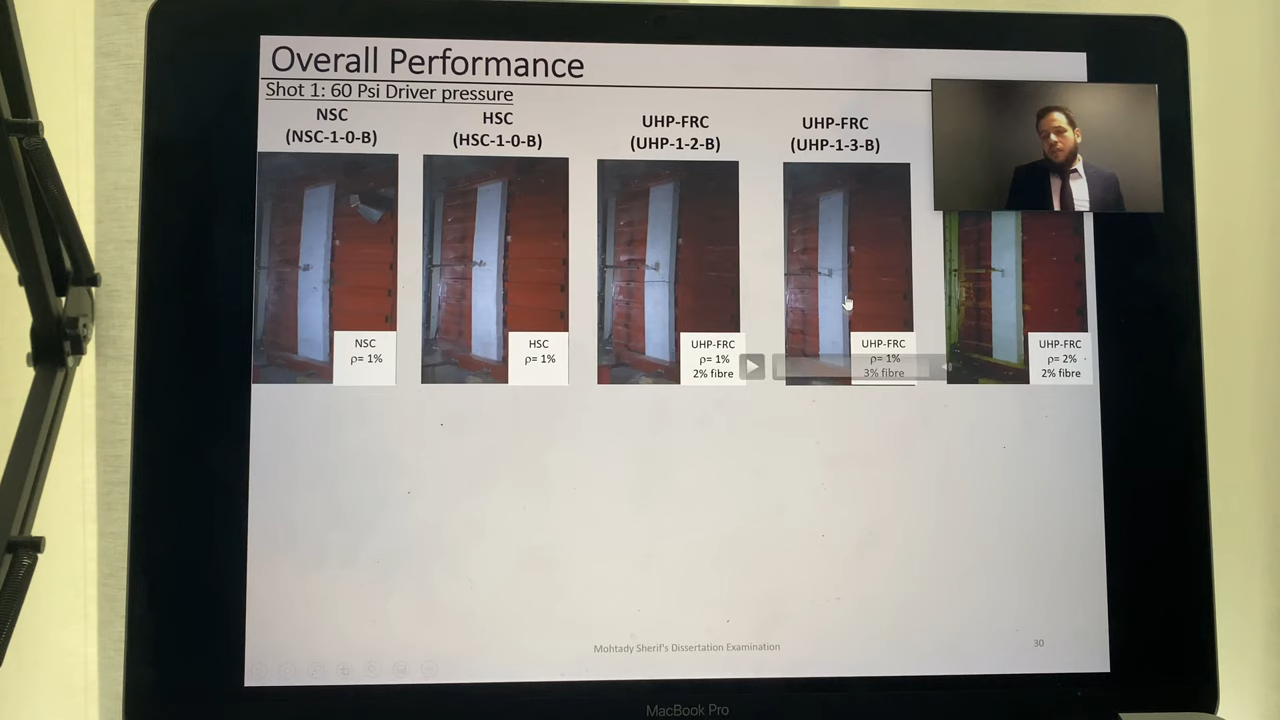 Overall Performance
Shot 1: 60 Psi Driver pressure
NSC
(NSC-1-0-B)
HSC
(HSC-1-0-B)
UHP-FRC
(UHP-1-2-B)
UHP-FRC
(UHP-1-3-B)
NSC
ρ= 1%
HSC
ρ= 1%
UHP-FRC
ρ= 1%
2% fibre
UHP-FRC
ρ= 1%
3% fibre
UHP-FRC
ρ= 2%
2% fibre
Mohtady Sherif's Dissertation Examination
30
MacBook Pro